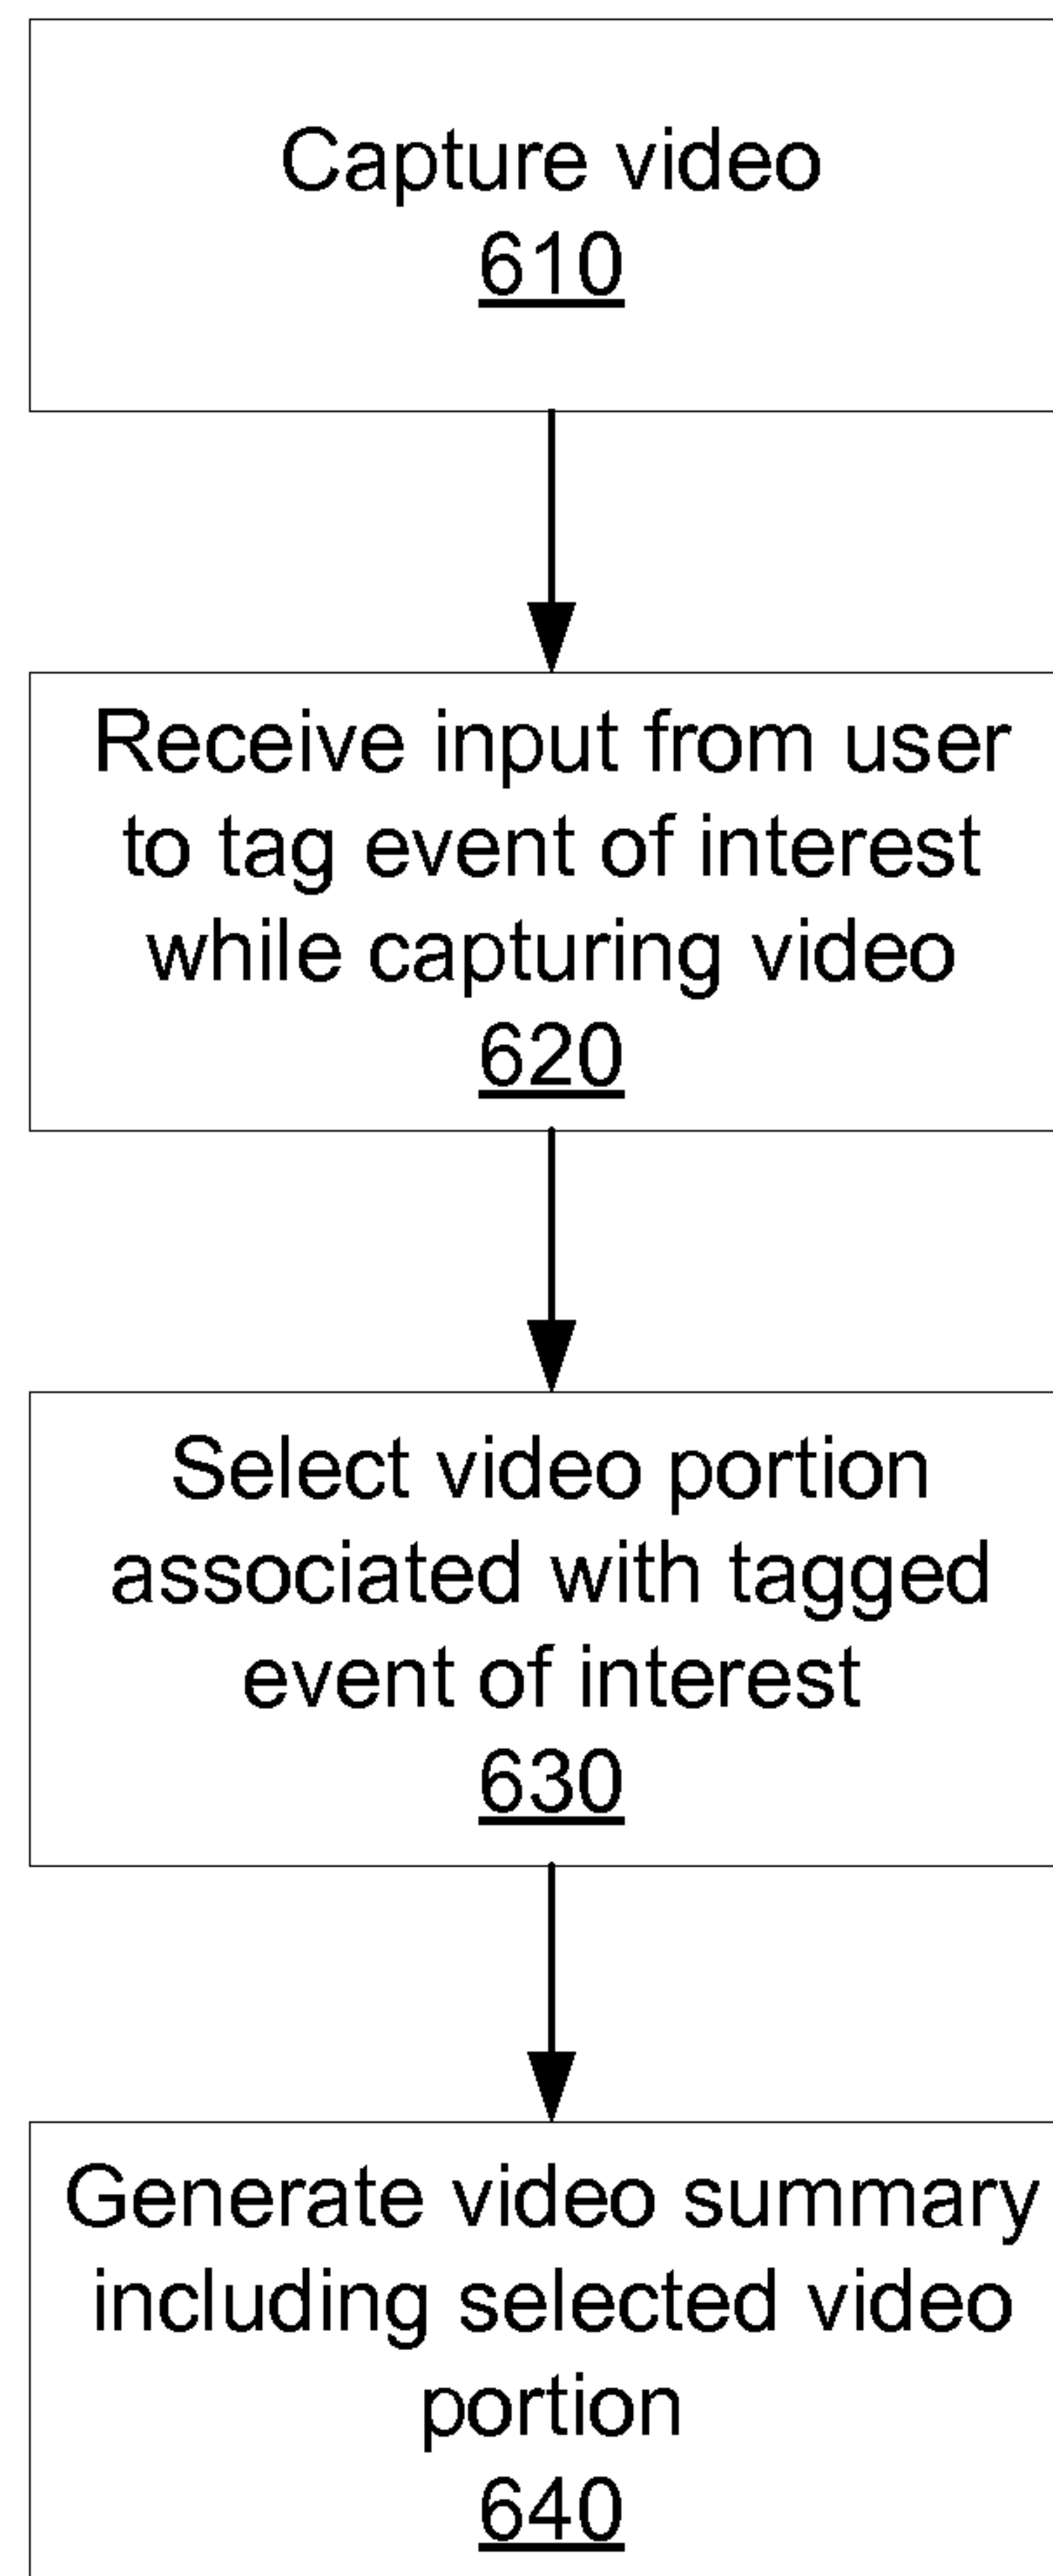 Capture video
610
Receive input from user
to tag event of interest
while capturing video
620
Select video portion
associated with tagged
event of interest
630
Generate video summary
including selected video
portion
640